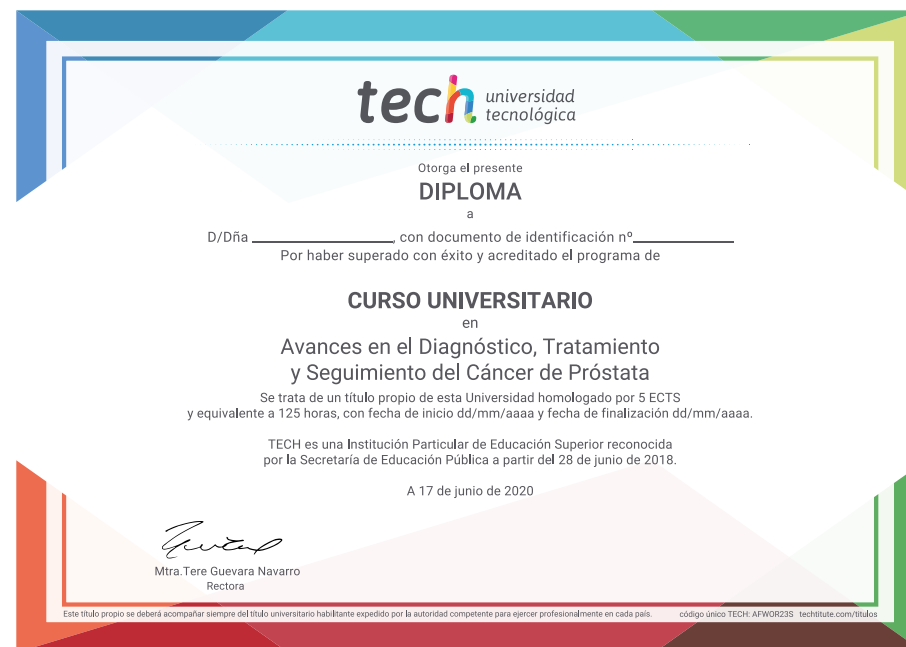 tech universidad
tecnológica
Otorga el presente
DIPLOMA
a
D/Dña ____________________, con documento de identificación nº______________
Por haber superado con éxito y acreditado el programa de
CURSO UNIVERSITARIO
en
Avances en el Diagnóstico, Tratamiento
y Seguimiento del Cáncer de Próstata
Se trata de un título propio de esta Universidad homologado por 5 ECTS
y equivalente a 125 horas, con fecha de inicio dd/mm/aaaa y fecha de finalización dd/mm/aaaa.
TECH es una Institución Particular de Educación Superior reconocida
por la Secretaría de Educación Pública a partir del 28 de junio de 2018.
A 17 de junio de 2020
Mtra.Tere Guevara Navarro
Rectora
Este título propio se deberá acompañar siempre del título universitario habilitante expedido por la autoridad competente para ejercer profesionalmente en cada país. código único TECH: AFWOR23S techtitute.com/títulos